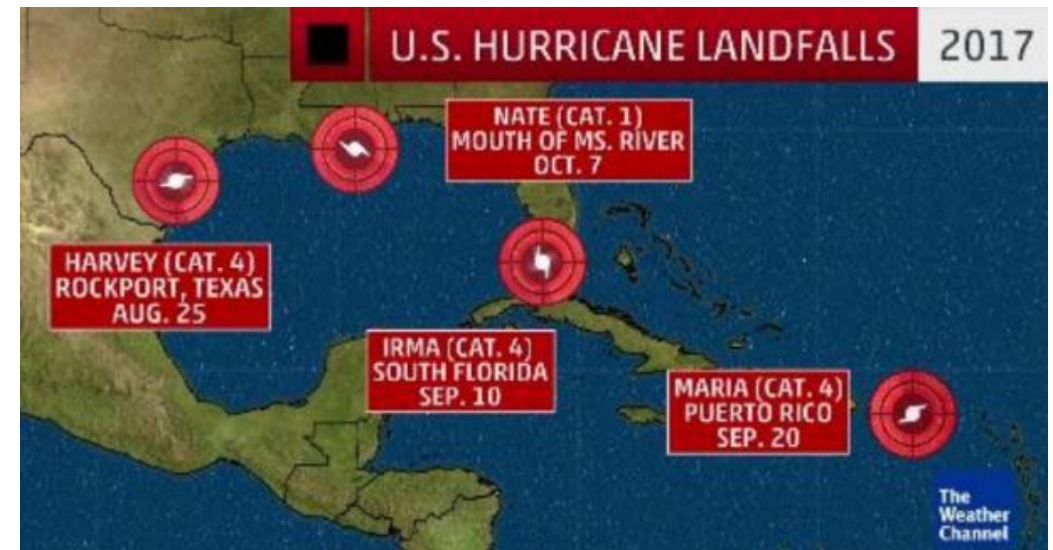 U.S. HURRICANE LANDFALLS 2017
NATE (CAT. 1)
MOUTH OF MS. RIVER
OCT. 7
HARVEY (CAT. 4)
ROCKPORT, TEXAS
AUG. 25
IRMA (CAT. 4)
SOUTH FLORIDA
SEP. 10
MARIA (CAT. 4)
PUERTO RICO
SEP. 20
The
Weather
Channel